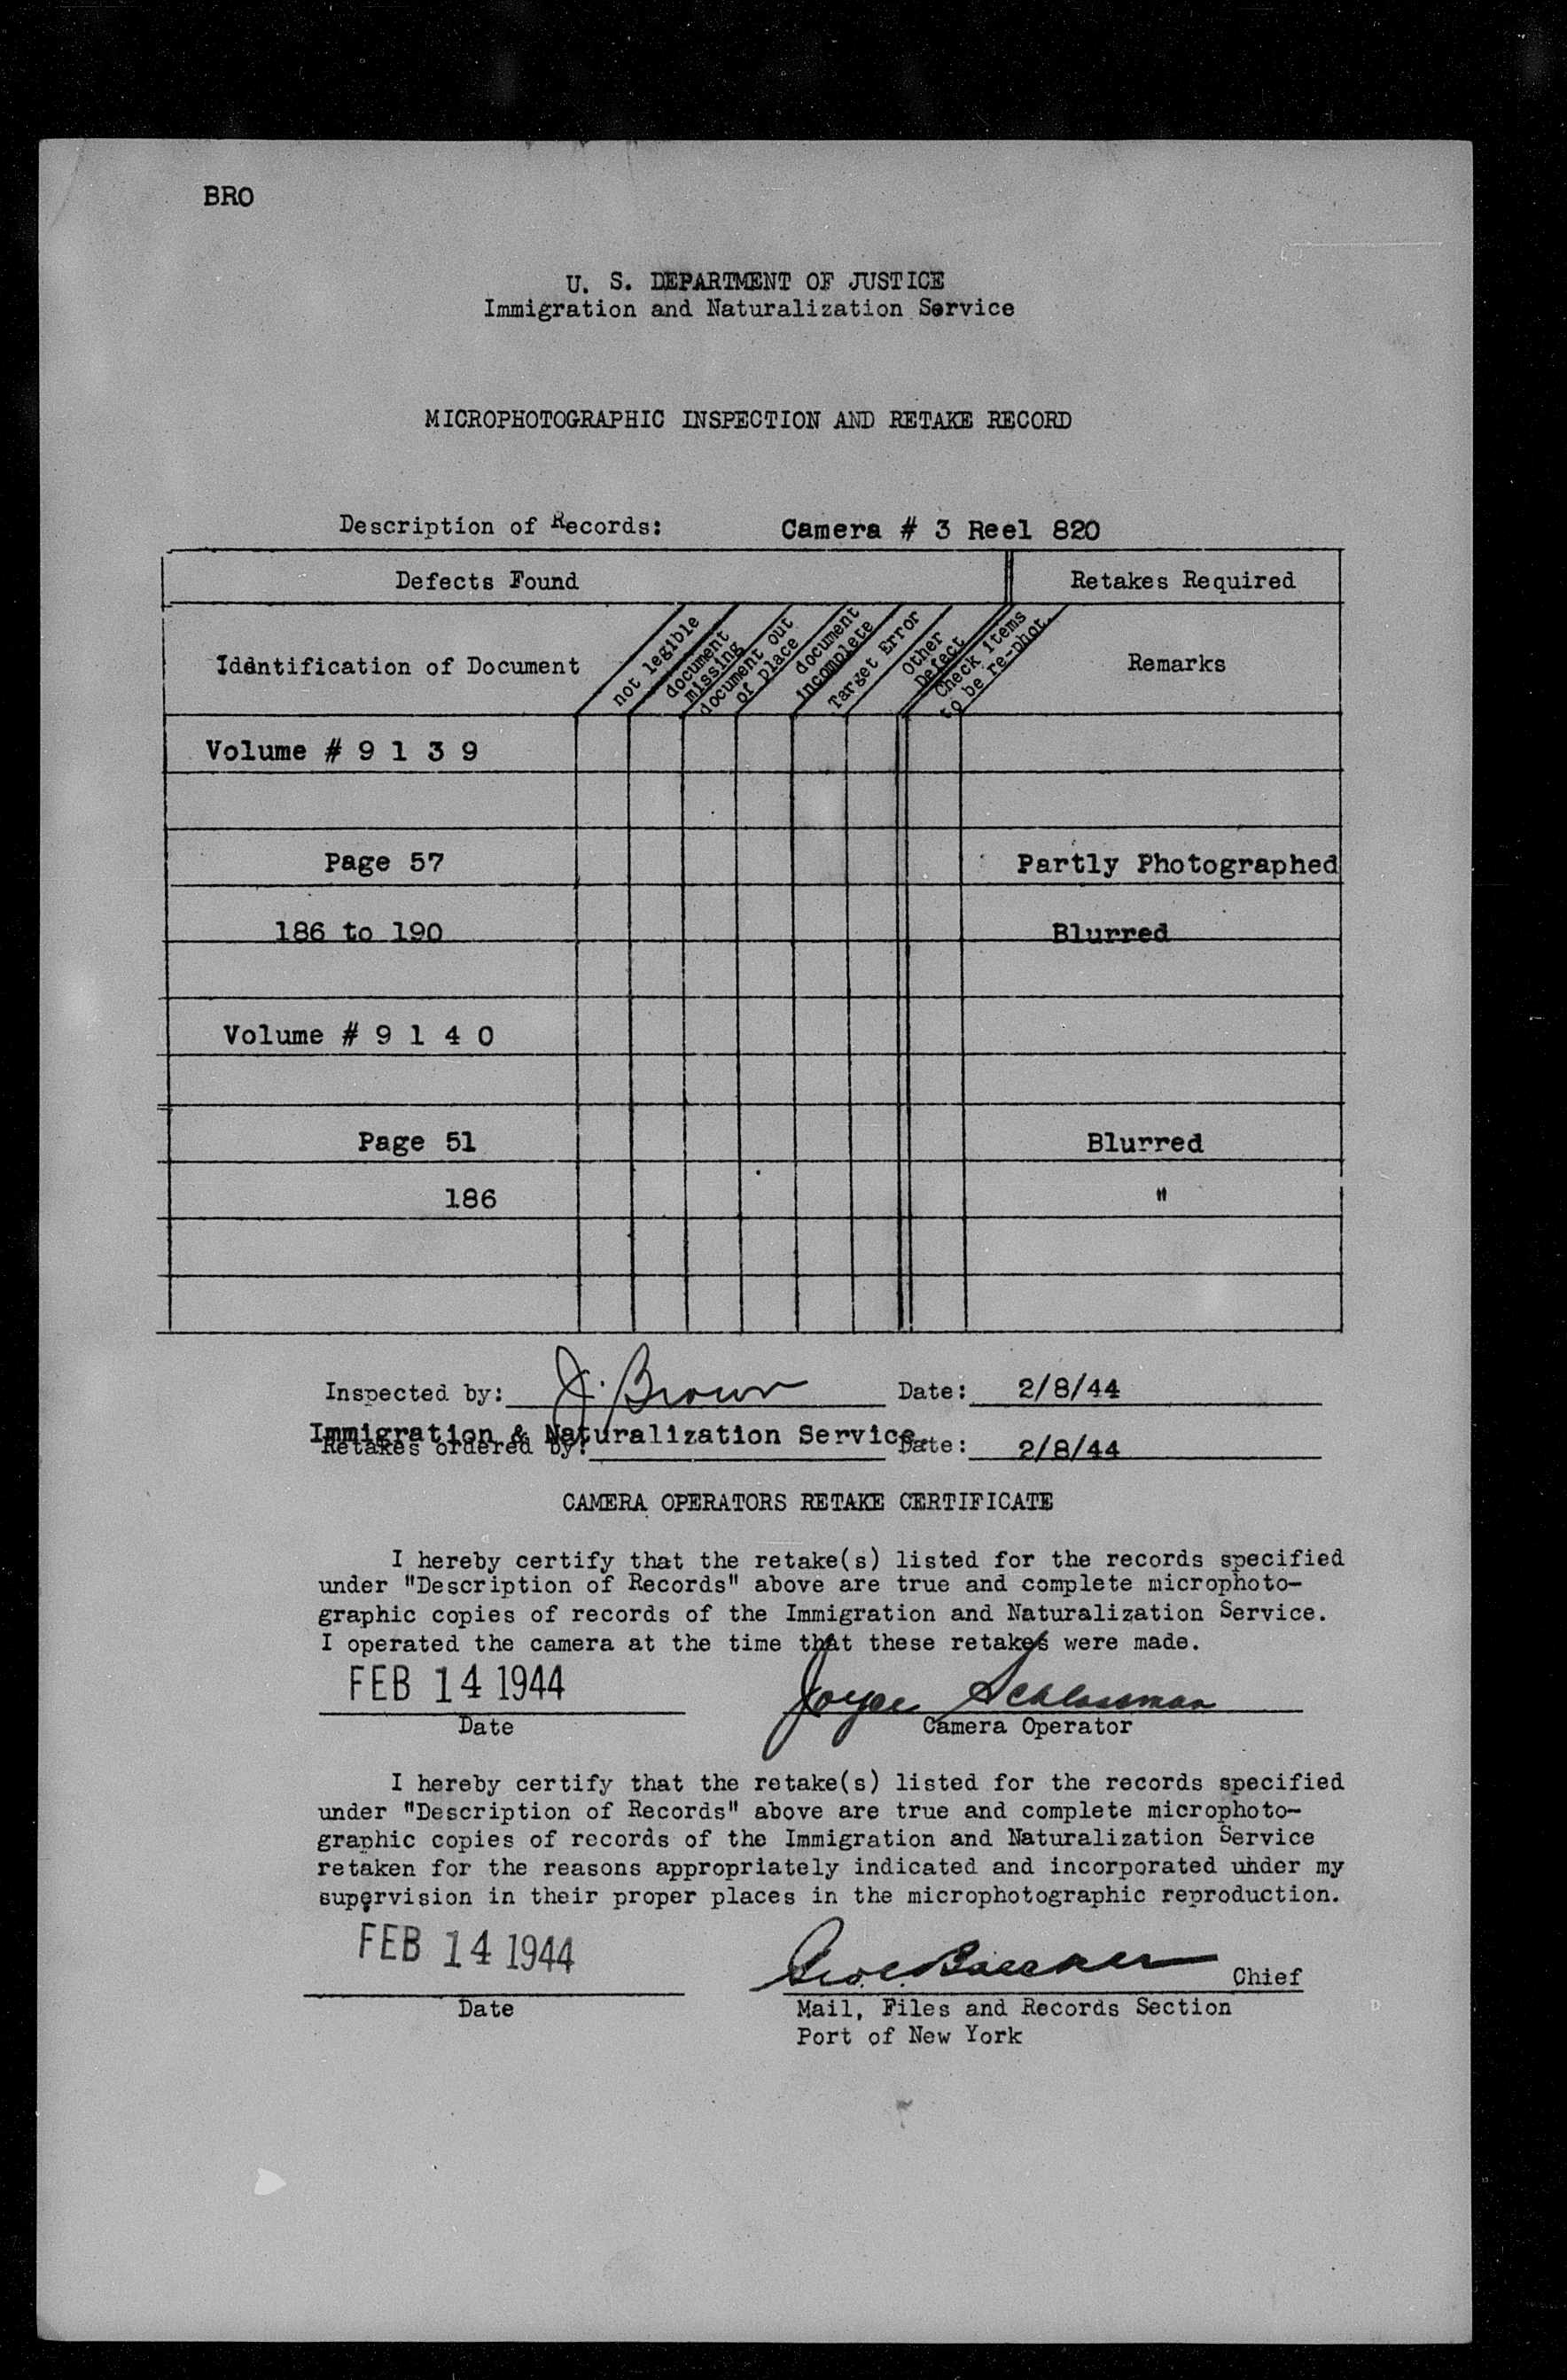 BRO
U. S. DEPARTMENT OF JUSTICE
Immigration and Naturalization Service
MICROPHOTOGRAPHIC INSPECTION AND RETAKE RECORD
Description of Records: Camera # 3 Reel 820
Defects Found Retakes Required
Identification of Document
not legible
document
missing
document out
of place
document
incomplete
Target Error
Other
Defect
Check items
to be re-phot.
Remarks
Volume # 9 1 3 9
Page 57 Partly Photographed
186 to 190 Blurred
Volume # 9 1 4 0
Page 51 Blurred
186 "
Inspected by: J. Brown Date: 2/8/44
Immigration & Naturalization Service.
Retakes ordered by: Date: 2/8/44
CAMERA OPERATORS RETAKE CERTIFICATE
I hereby certify that the retake(s) listed for the records specified
under "Description of Records" above are true and complete microphoto-
graphic copies of records of the Immigration and Naturalization Service.
I operated the camera at the time that these retakes were made.
FEB 14 1944 Joyce Schlossman
Date Camera Operator
I hereby certify that the retake(s) listed for the records specified
under "Description of Records" above are true and complete microphoto-
graphic copies of records of the Immigration and Naturalization Service
retaken for the reasons appropriately indicated and incorporated under my
supervision in their proper places in the microphotographic reproduction.
FEB 14 1944
Chief
Date Mail, Files and Records Section
Port of New York